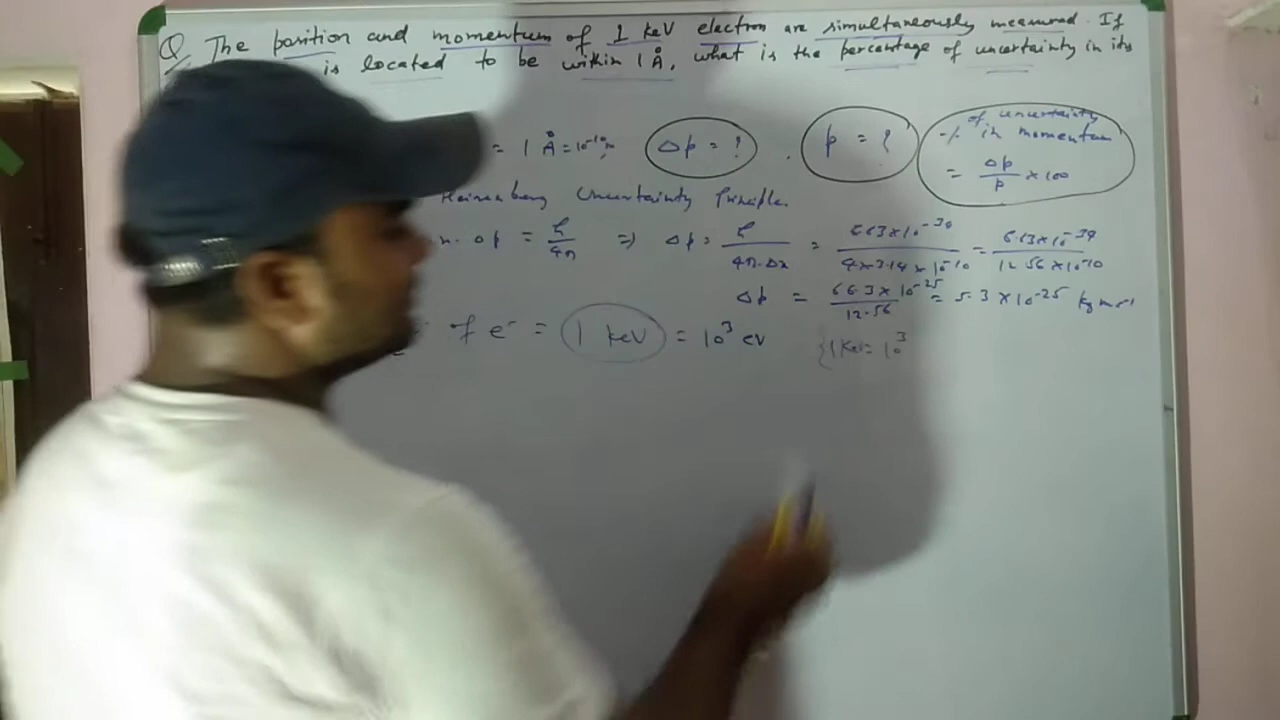 Q. The position and momentum of 1 keV electron are simultaneously measured. If
is located to be within 1 Å, what is the percentage of uncertainty in its
= 1 Å = 10⁻¹⁰ m, Δp = ? . p = ? % of uncertainty in momentum = Δp/p × 100
Heisenberg Uncertainty Principle
x. Δp = h/4π ⇒ Δp = h/4π.Δx = 6.63×10⁻³⁴/4×3.14×10⁻¹⁰ = 6.63×10⁻³⁴/12.56×10⁻¹⁰
Δp = 66.3×10⁻²⁵/12.56 = 5.3×10⁻²⁵ kg ms⁻¹
of e⁻ = 1 keV = 10³ eV {1 KeV = 10³